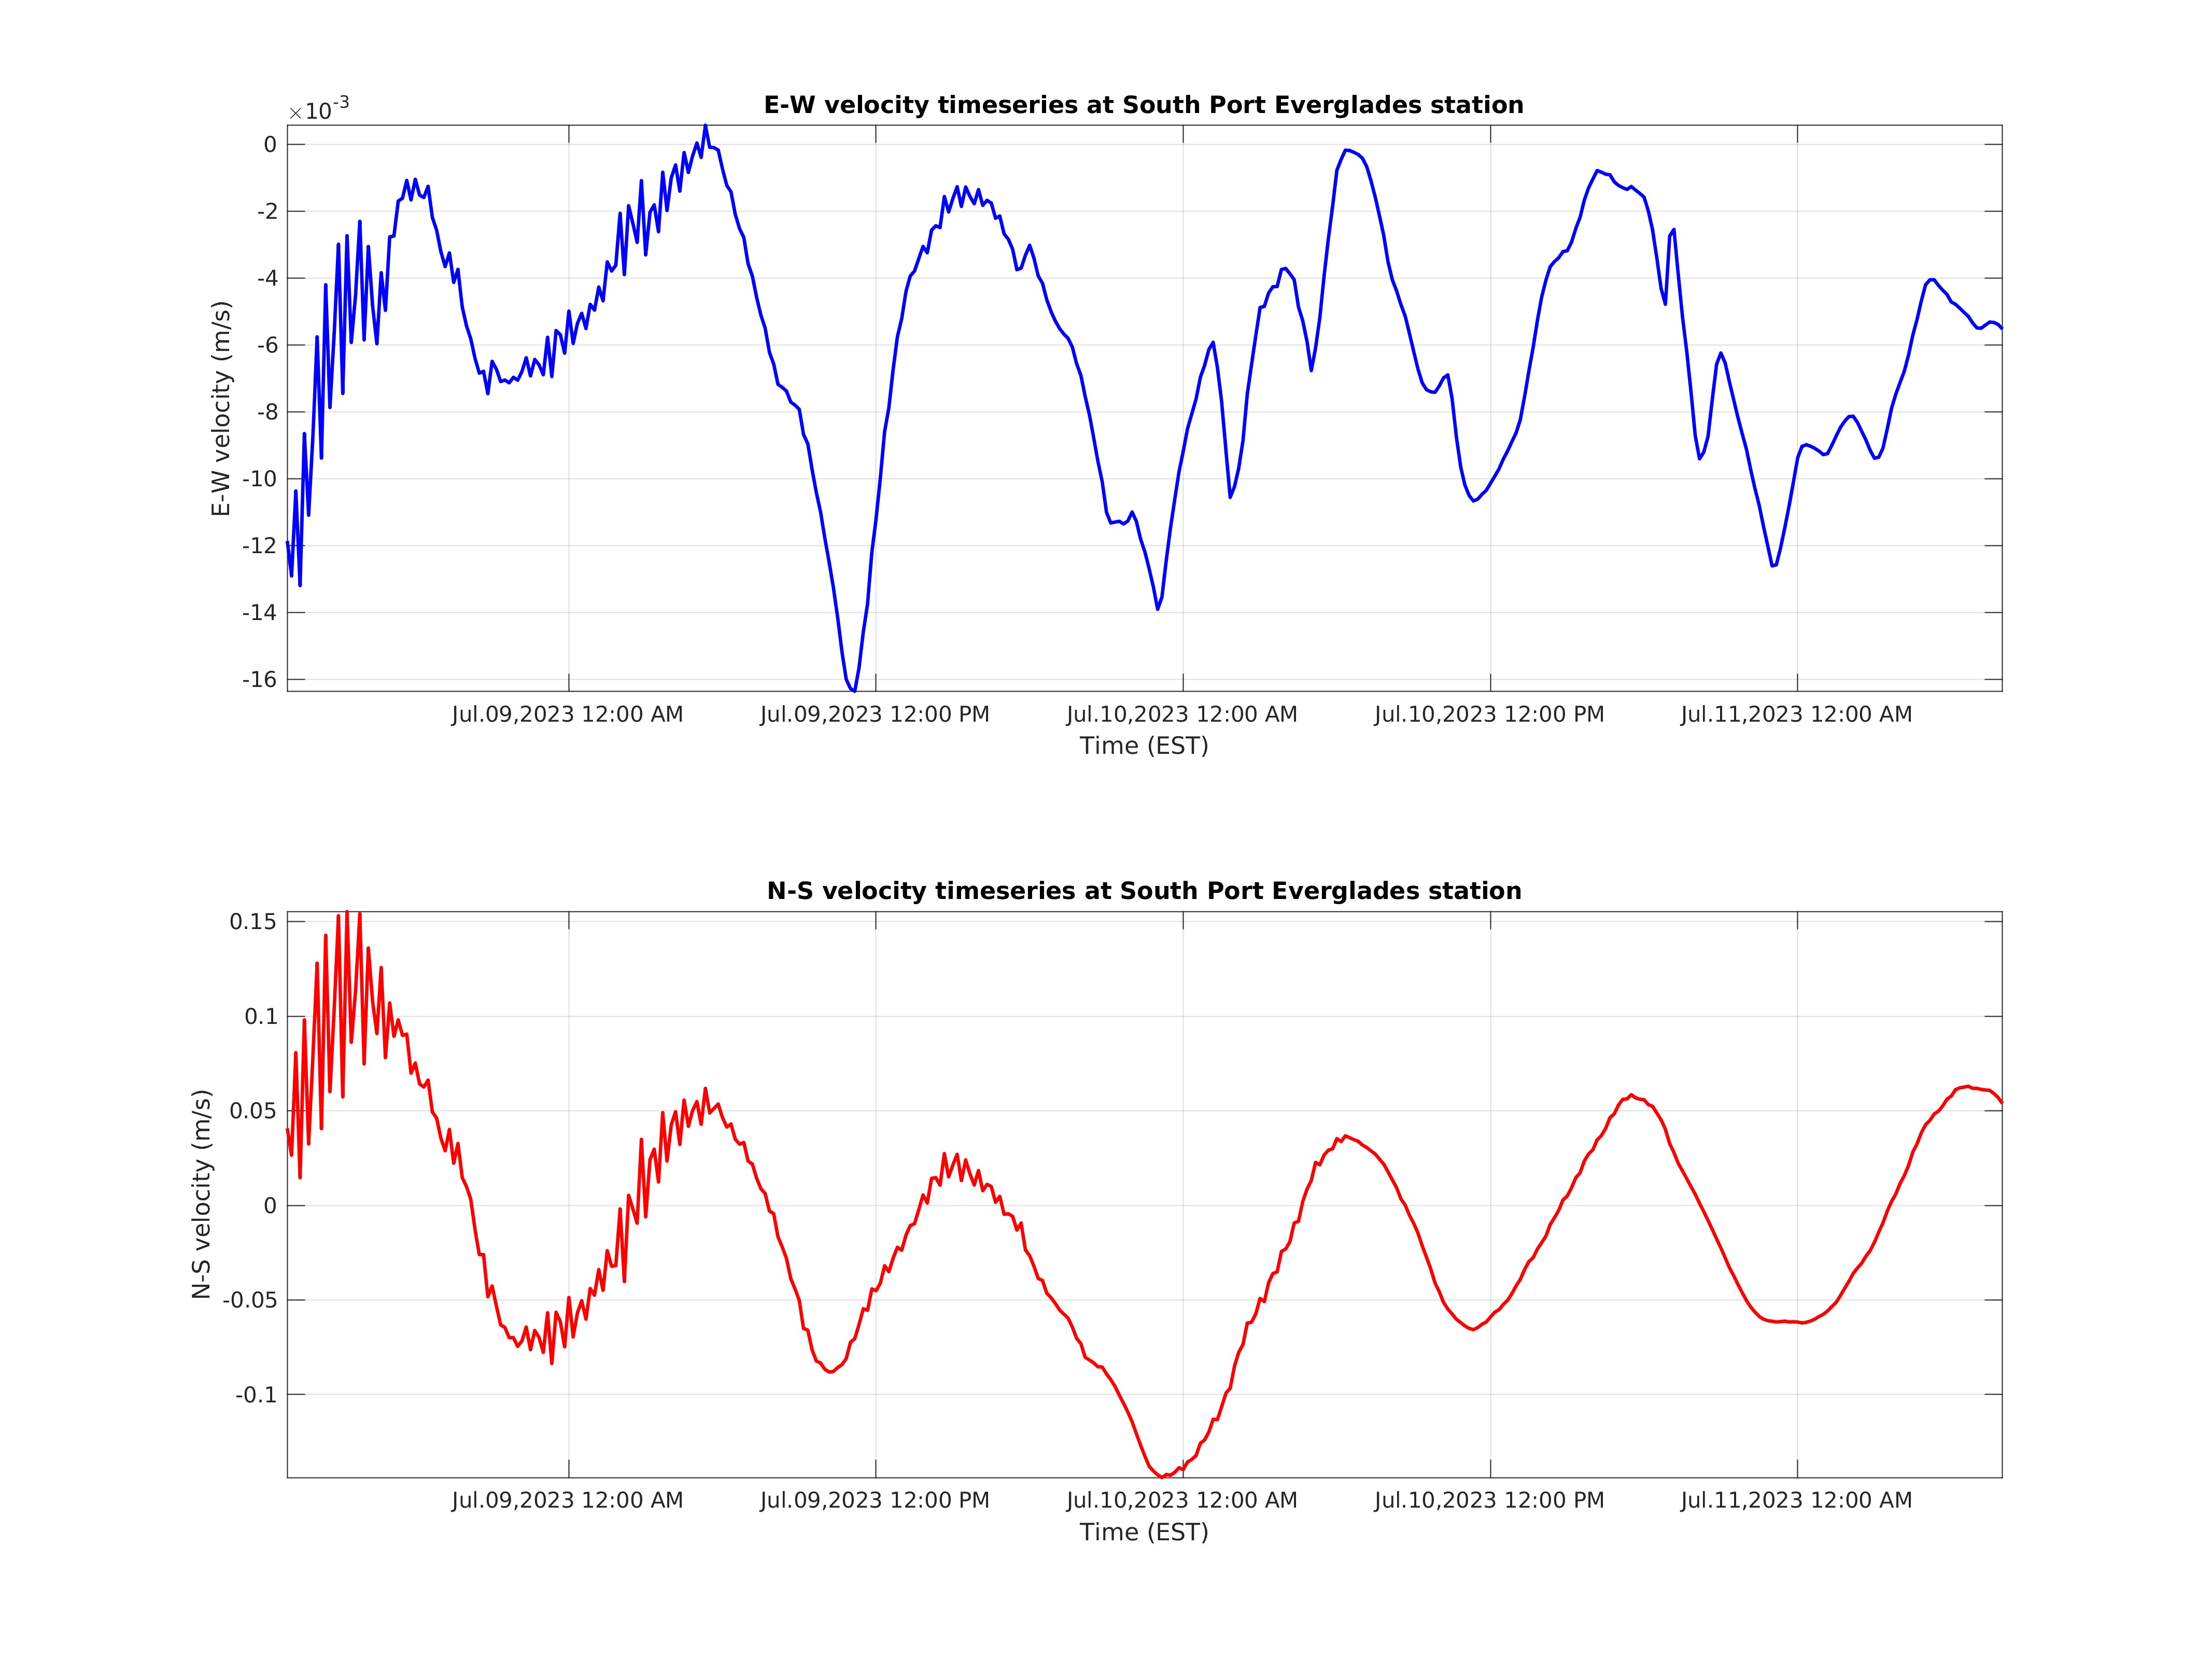 E-W velocity timeseries at South Port Everglades station
×10-3
0
-2
-4
-6
-8
-10
-12
-14
-16
E-W velocity (m/s)
Jul.09,2023 12:00 AM Jul.09,2023 12:00 PM Jul.10,2023 12:00 AM Jul.10,2023 12:00 PM Jul.11,2023 12:00 AM
Time (EST)
N-S velocity timeseries at South Port Everglades station
0.15
0.1
0.05
0
-0.05
-0.1
N-S velocity (m/s)
Jul.09,2023 12:00 AM Jul.09,2023 12:00 PM Jul.10,2023 12:00 AM Jul.10,2023 12:00 PM Jul.11,2023 12:00 AM
Time (EST)